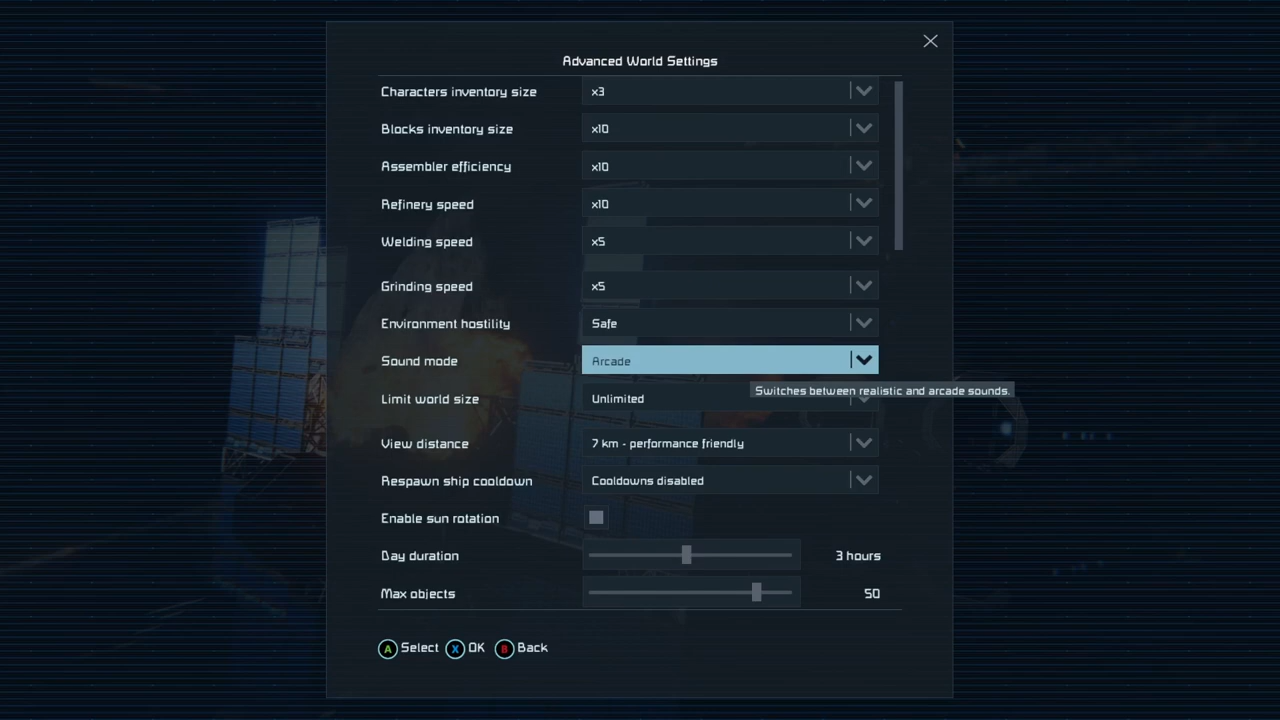 Advanced World Settings
Characters inventory size x3
Blocks inventory size x10
Assembler efficiency x10
Refinery speed x10
Welding speed x5
Grinding speed x5
Environment hostility Safe
Sound mode Arcade
Switches between realistic and arcade sounds.
Limit world size Unlimited
View distance 7 km - performance friendly
Respawn ship cooldown Cooldowns disabled
Enable sun rotation
Day duration 3 hours
Max objects 50
A Select X OK B Back